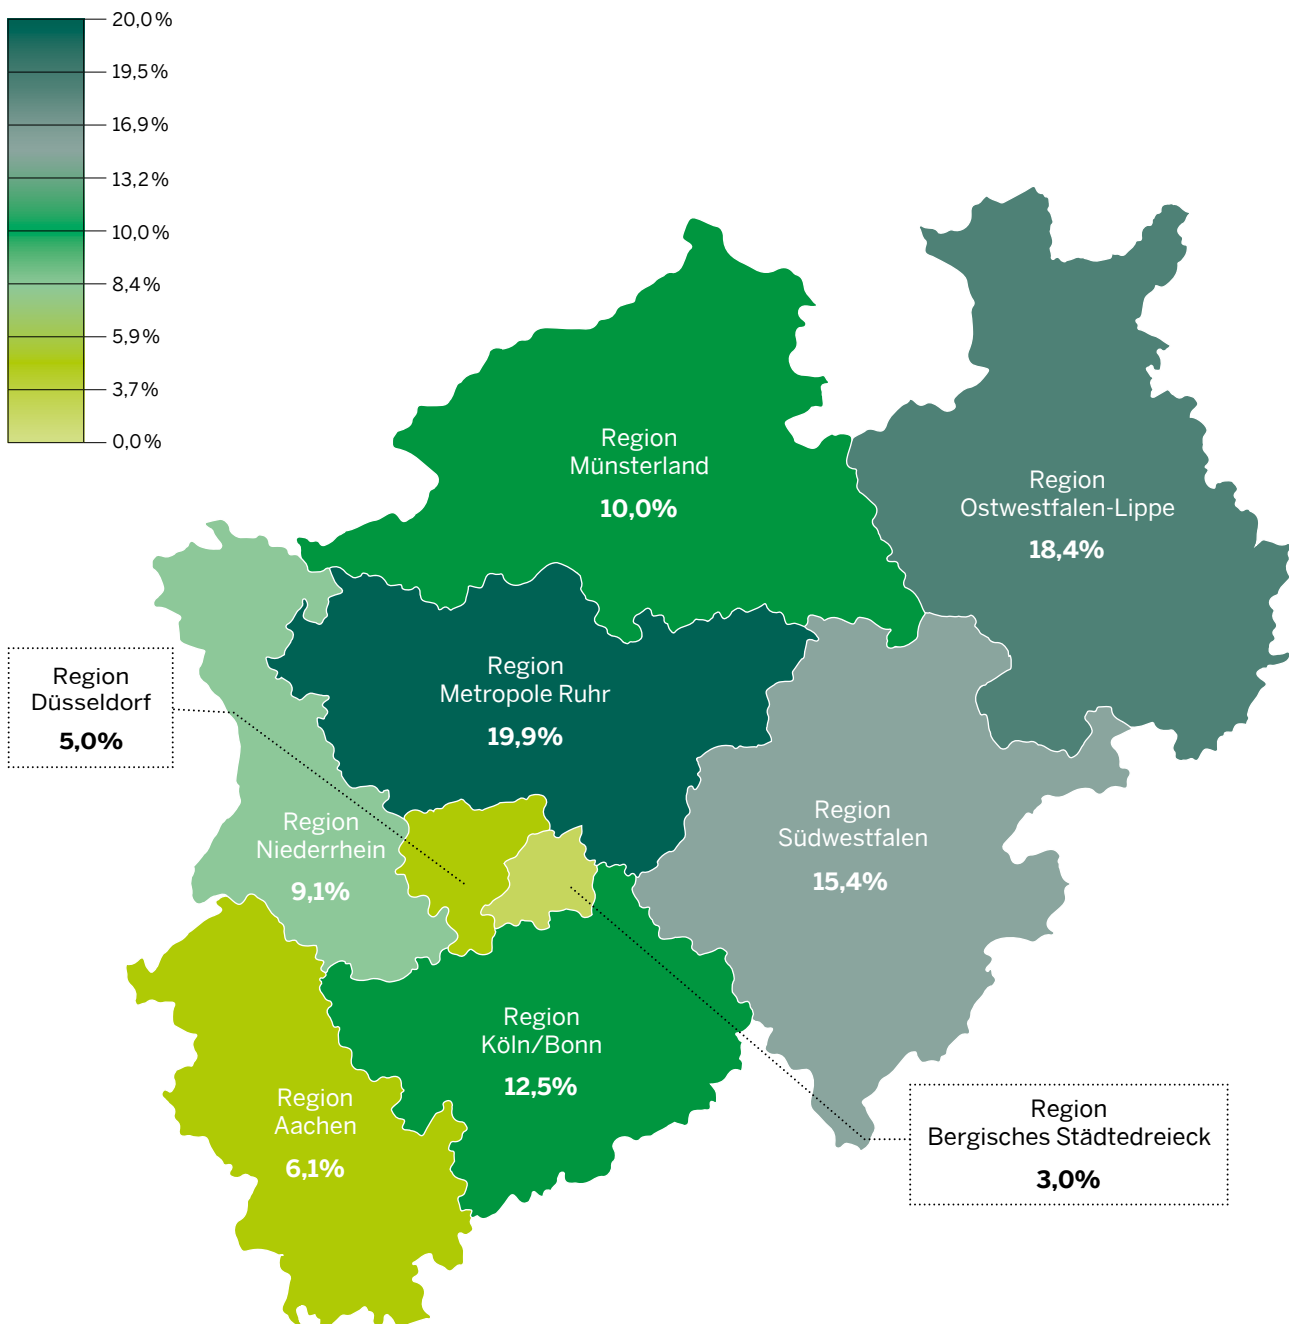 20,0%
19,5%
16,9%
13,2%
10,0%
8,4%
5,9%
3,7%
0,0%
Region
Münsterland
10,0%
Region
Ostwestfalen-Lippe
18,4%
Region
Düsseldorf
5,0%
Region
Metropole Ruhr
19,9%
Region
Niederrhein
9,1%
Region
Südwestfalen
15,4%
Region
Köln/Bonn
12,5%
Region
Aachen
6,1%
Region
Bergisches Städtedreieck
3,0%